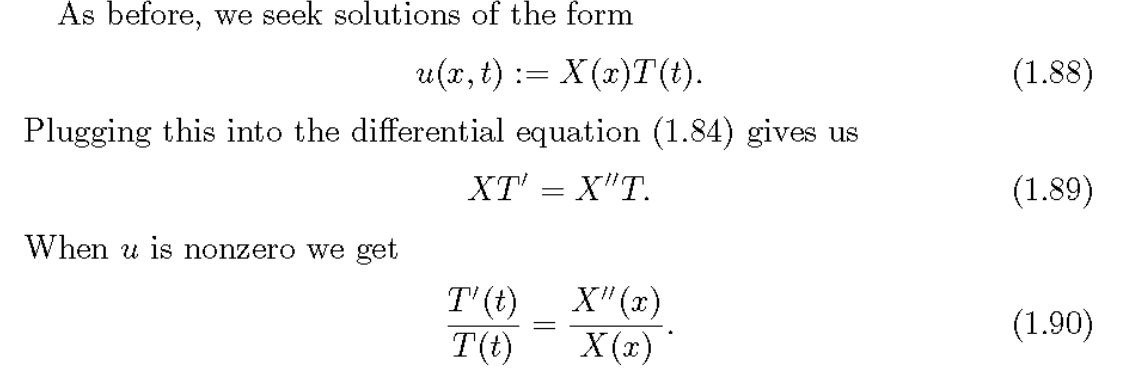 As before, we seek solutions of the form
u(x, t) := X(x)T(t). (1.88)
Plugging this into the differential equation (1.84) gives us
XT′ = X″T. (1.89)
When u is nonzero we get
T′(t)/T(t) = X″(x)/X(x). (1.90)